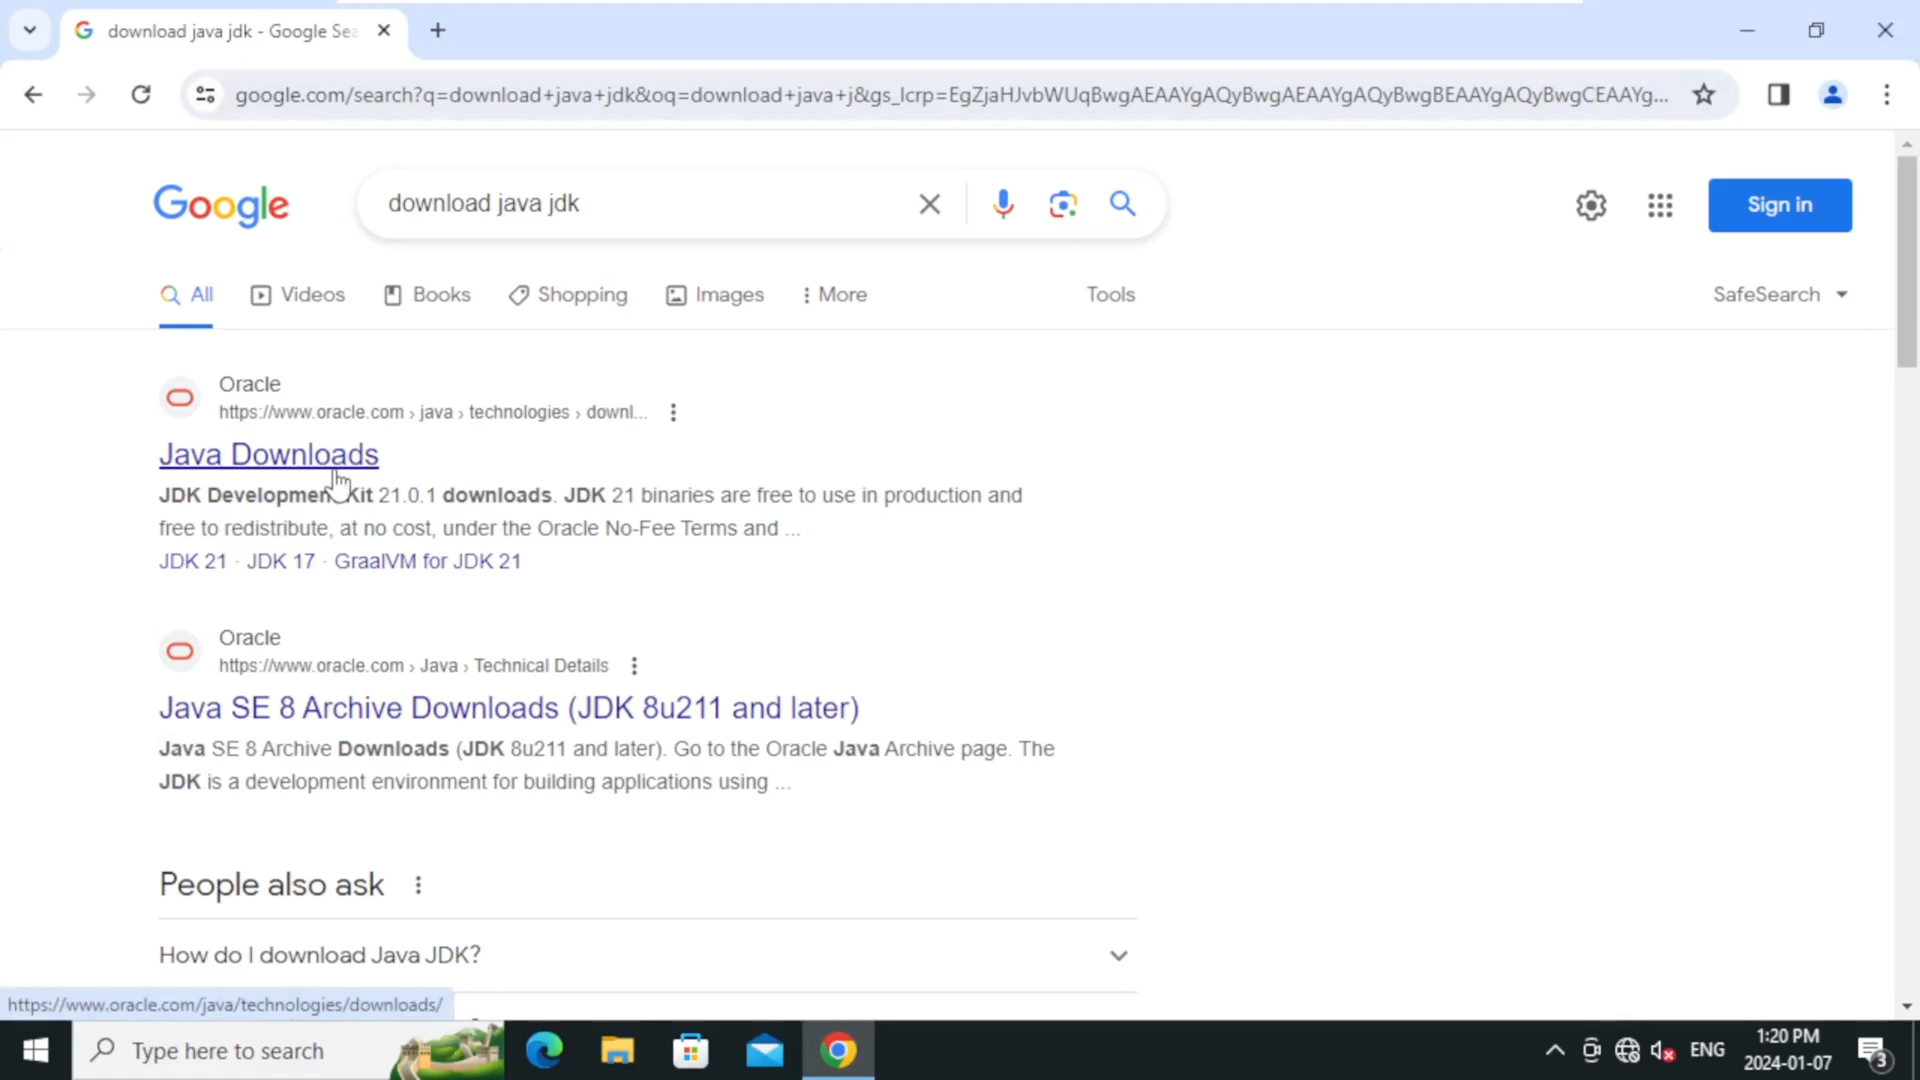 download java jdk - Google Sea
google.com/search?q=download+java+jdk&oq=download+java+j&gs_lcrp=EgZjaHJvbWUqBwgAEAAYgAQyBwgAEAAYgAQyBwgBEAAYgAQyBwgCEAAYg...
Google
download java jdk
Sign in
All
Videos
Books
Shopping
Images
More
Tools
SafeSearch
Oracle
https://www.oracle.com › java › technologies › downl...
Java Downloads
JDK Development Kit 21.0.1 downloads. JDK 21 binaries are free to use in production and
free to redistribute, at no cost, under the Oracle No-Fee Terms and ...
JDK 21 · JDK 17 · GraalVM for JDK 21
Oracle
https://www.oracle.com › Java › Technical Details
Java SE 8 Archive Downloads (JDK 8u211 and later)
Java SE 8 Archive Downloads (JDK 8u211 and later). Go to the Oracle Java Archive page. The
JDK is a development environment for building applications using ...
People also ask
How do I download Java JDK?
https://www.oracle.com/java/technologies/downloads/
Type here to search
ENG
1:20 PM
2024-01-07
3